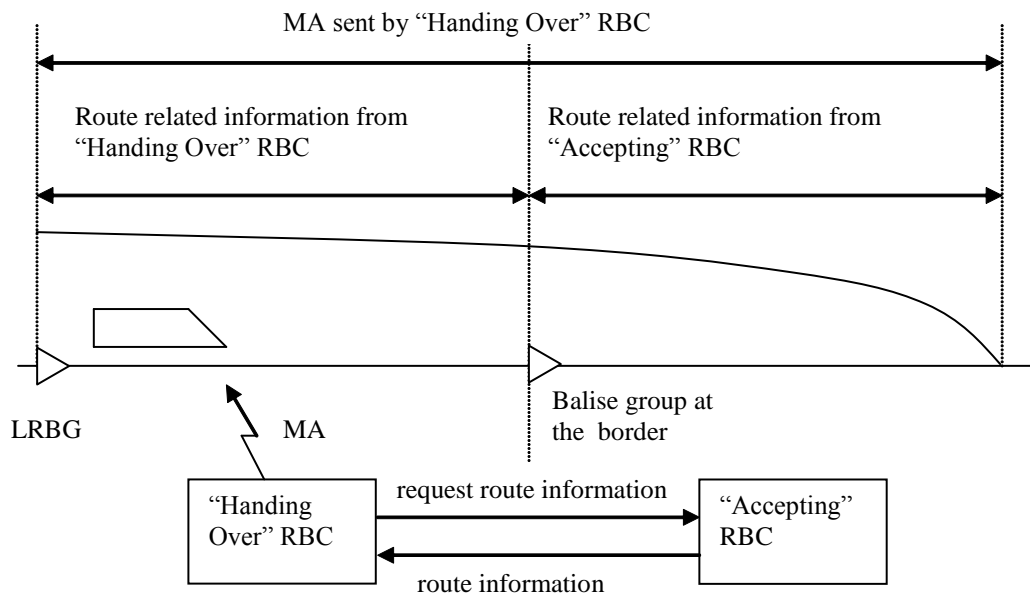 MA sent by “Handing Over” RBC
Route related information from
“Handing Over” RBC
Route related information from
“Accepting” RBC
LRBG
MA
Balise group at
the border
“Handing
Over” RBC
request route information
route information
“Accepting”
RBC